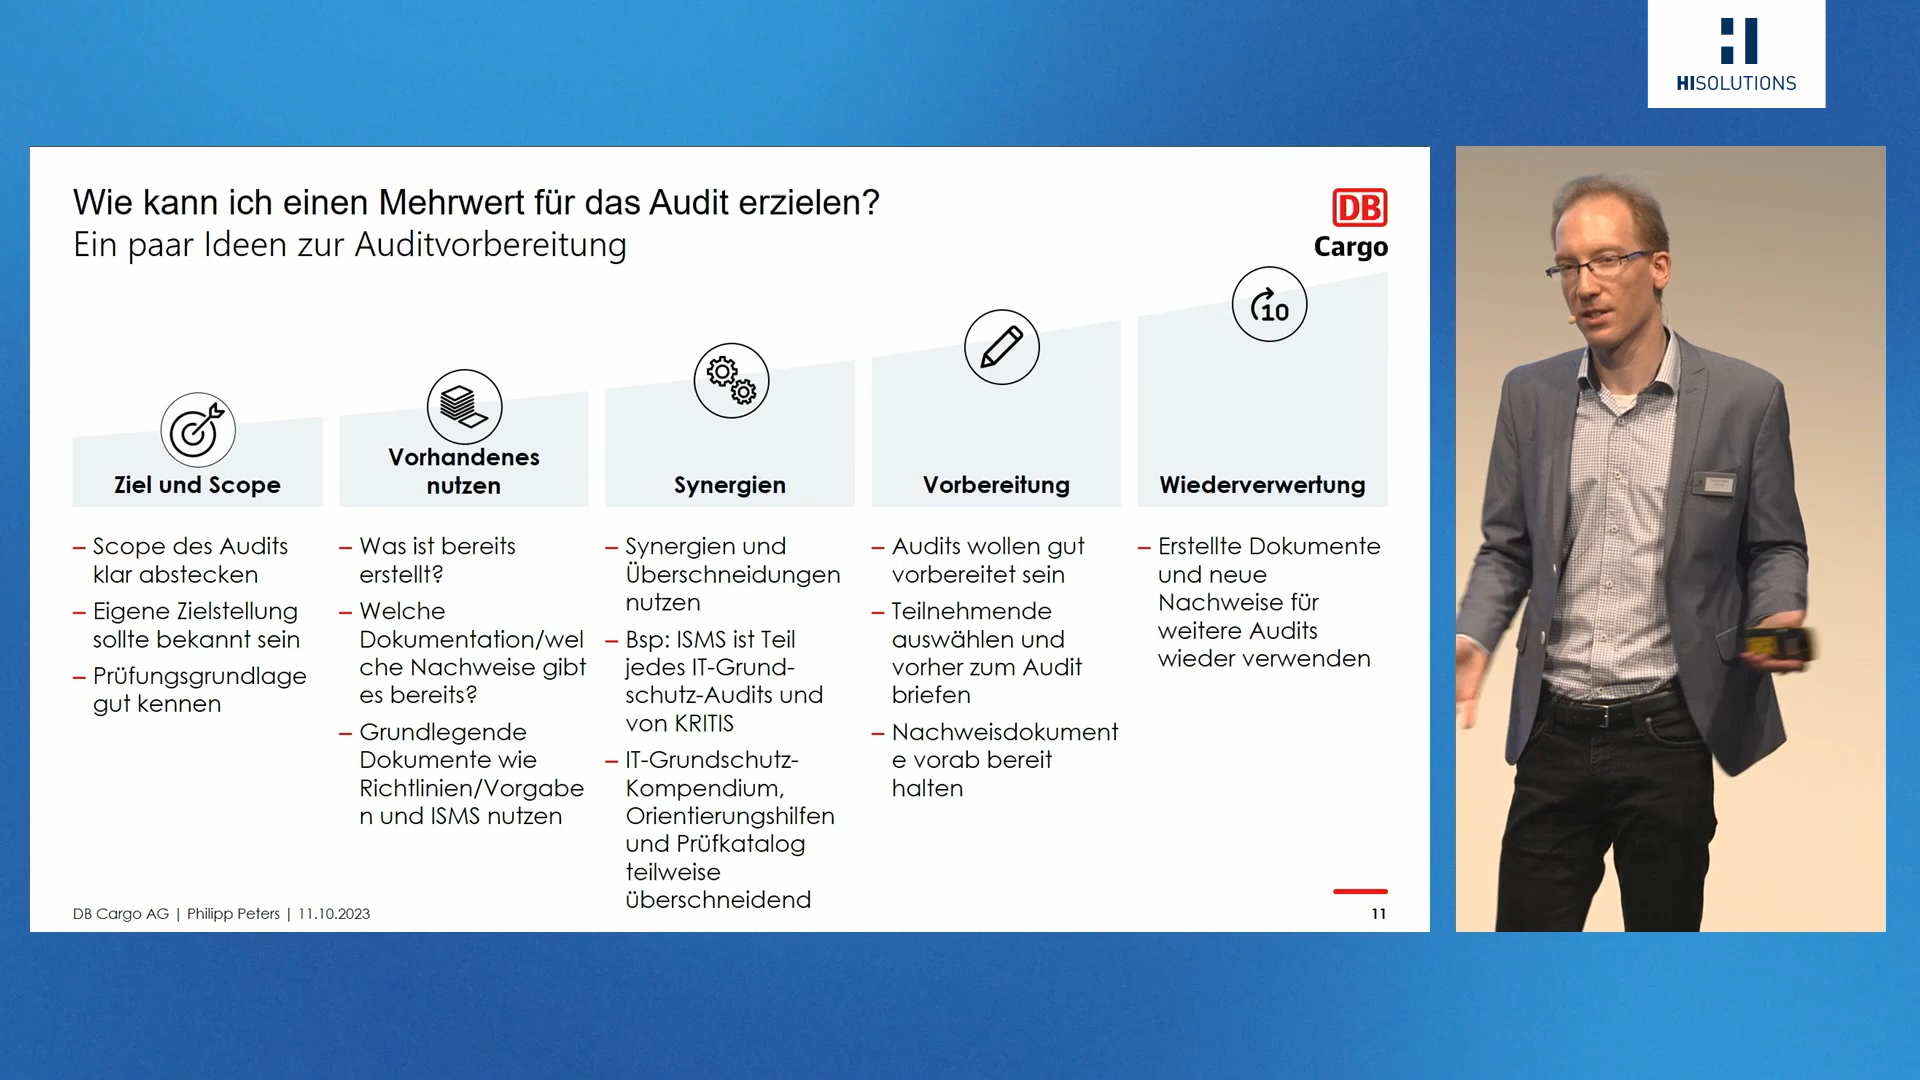 HISOLUTIONS
Wie kann ich einen Mehrwert für das Audit erzielen?
Ein paar Ideen zur Auditvorbereitung
DB
Cargo
10
Ziel und Scope
– Scope des Audits
klar abstecken
– Eigene Zielstellung
sollte bekannt sein
– Prüfungsgrundlage
gut kennen
Vorhandenes
nutzen
– Was ist bereits
erstellt?
– Welche
Dokumentation/wel
che Nachweise gibt
es bereits?
– Grundlegende
Dokumente wie
Richtlinien/Vorgabe
n und ISMS nutzen
Synergien
– Synergien und
Überschneidungen
nutzen
– Bsp: ISMS ist Teil
jedes IT-Grund-
schutz-Audits und
von KRITIS
– IT-Grundschutz-
Kompendium,
Orientierungshilfen
und Prüfkatalog
teilweise
überschneidend
Vorbereitung
– Audits wollen gut
vorbereitet sein
– Teilnehmende
auswählen und
vorher zum Audit
briefen
– Nachweisdokument
e vorab bereit
halten
Wiederverwertung
– Erstellte Dokumente
und neue
Nachweise für
weitere Audits
wieder verwenden
DB Cargo AG | Philipp Peters | 11.10.2023
11